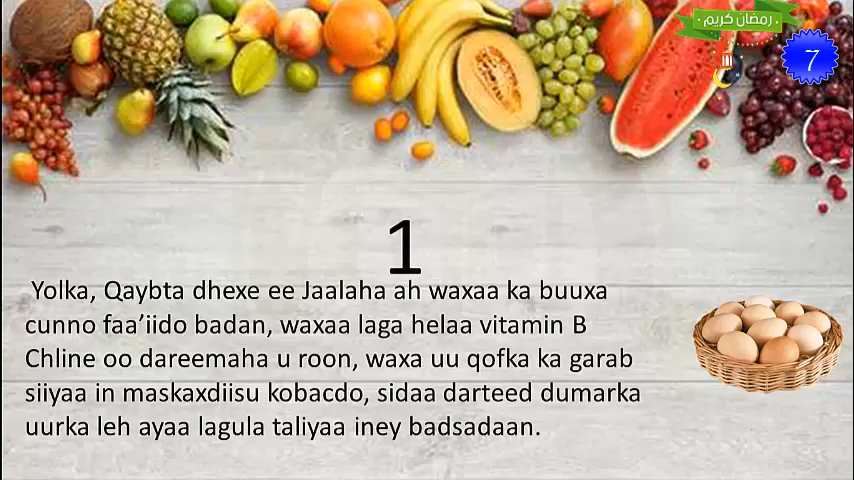 رمضان كريم
7
1
Yolka, Qaybta dhexe ee Jaalaha ah waxaa ka buuxa
cunno faa’iido badan, waxaa laga helaa vitamin B
Chline oo dareemaha u roon, waxa uu qofka ka garab
siiyaa in maskaxdiisu kobacdo, sidaa darteed dumarka
uurka leh ayaa lagula taliyaa iney badsadaan.